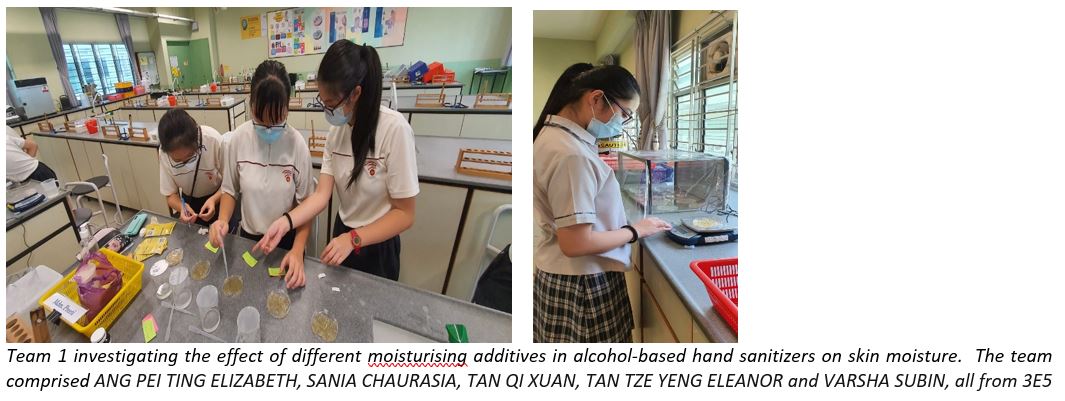 Mdm. Preeti
Team 1 investigating the effect of different moisturising additives in alcohol-based hand sanitizers on skin moisture.  The team
comprised ANG PEI TING ELIZABETH, SANIA CHAURASIA, TAN QI XUAN, TAN TZE YENG ELEANOR and VARSHA SUBIN, all from 3E5